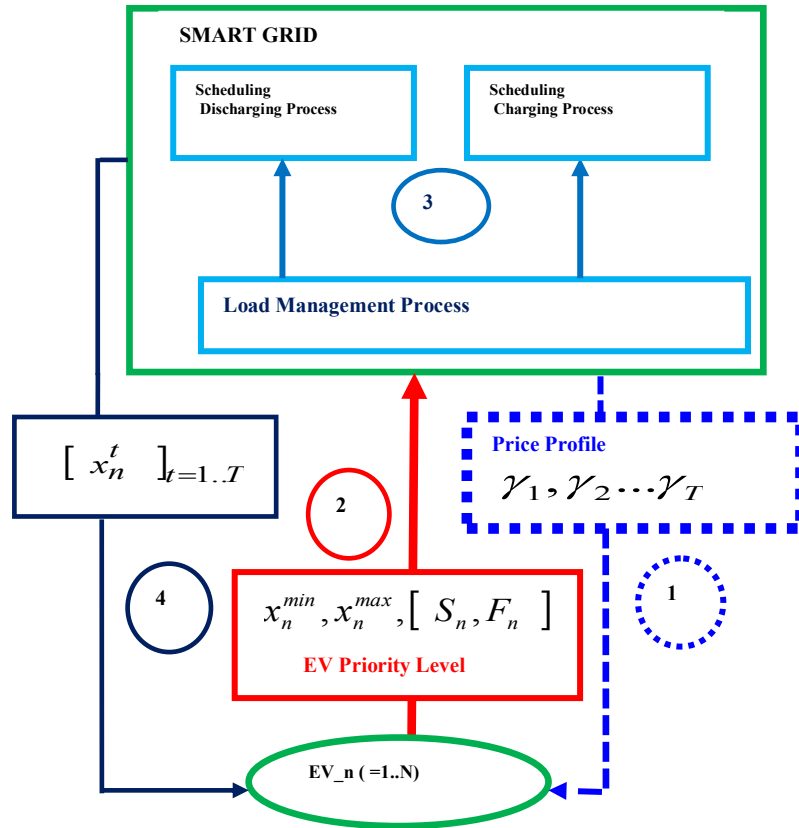 SMART GRID
Scheduling
Discharging Process
Scheduling
Charging Process
3
Load Management Process
[ x_n^t ]_{t=1..T}
Price Profile
γ_1, γ_2 ... γ_T
2
4
1
x_n^{min}, x_n^{max}, [ S_n, F_n ]
EV Priority Level
EV_n ( =1..N)